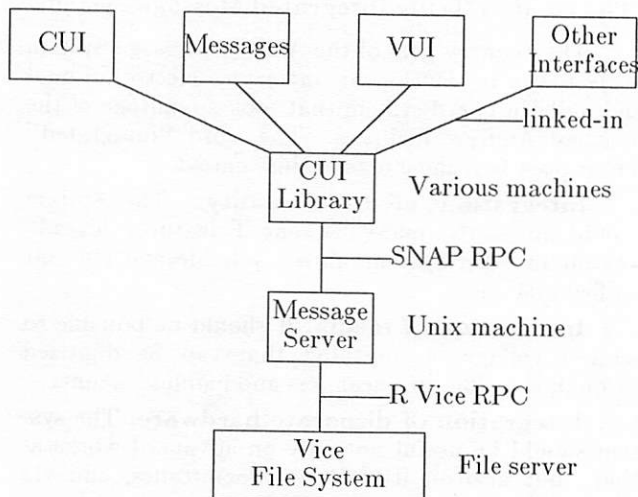 CUI
Messages
VUI
Other
Interfaces
linked-in
CUI
Library
Various machines
SNAP RPC
Message
Server
Unix machine
R Vice RPC
Vice
File System
File server